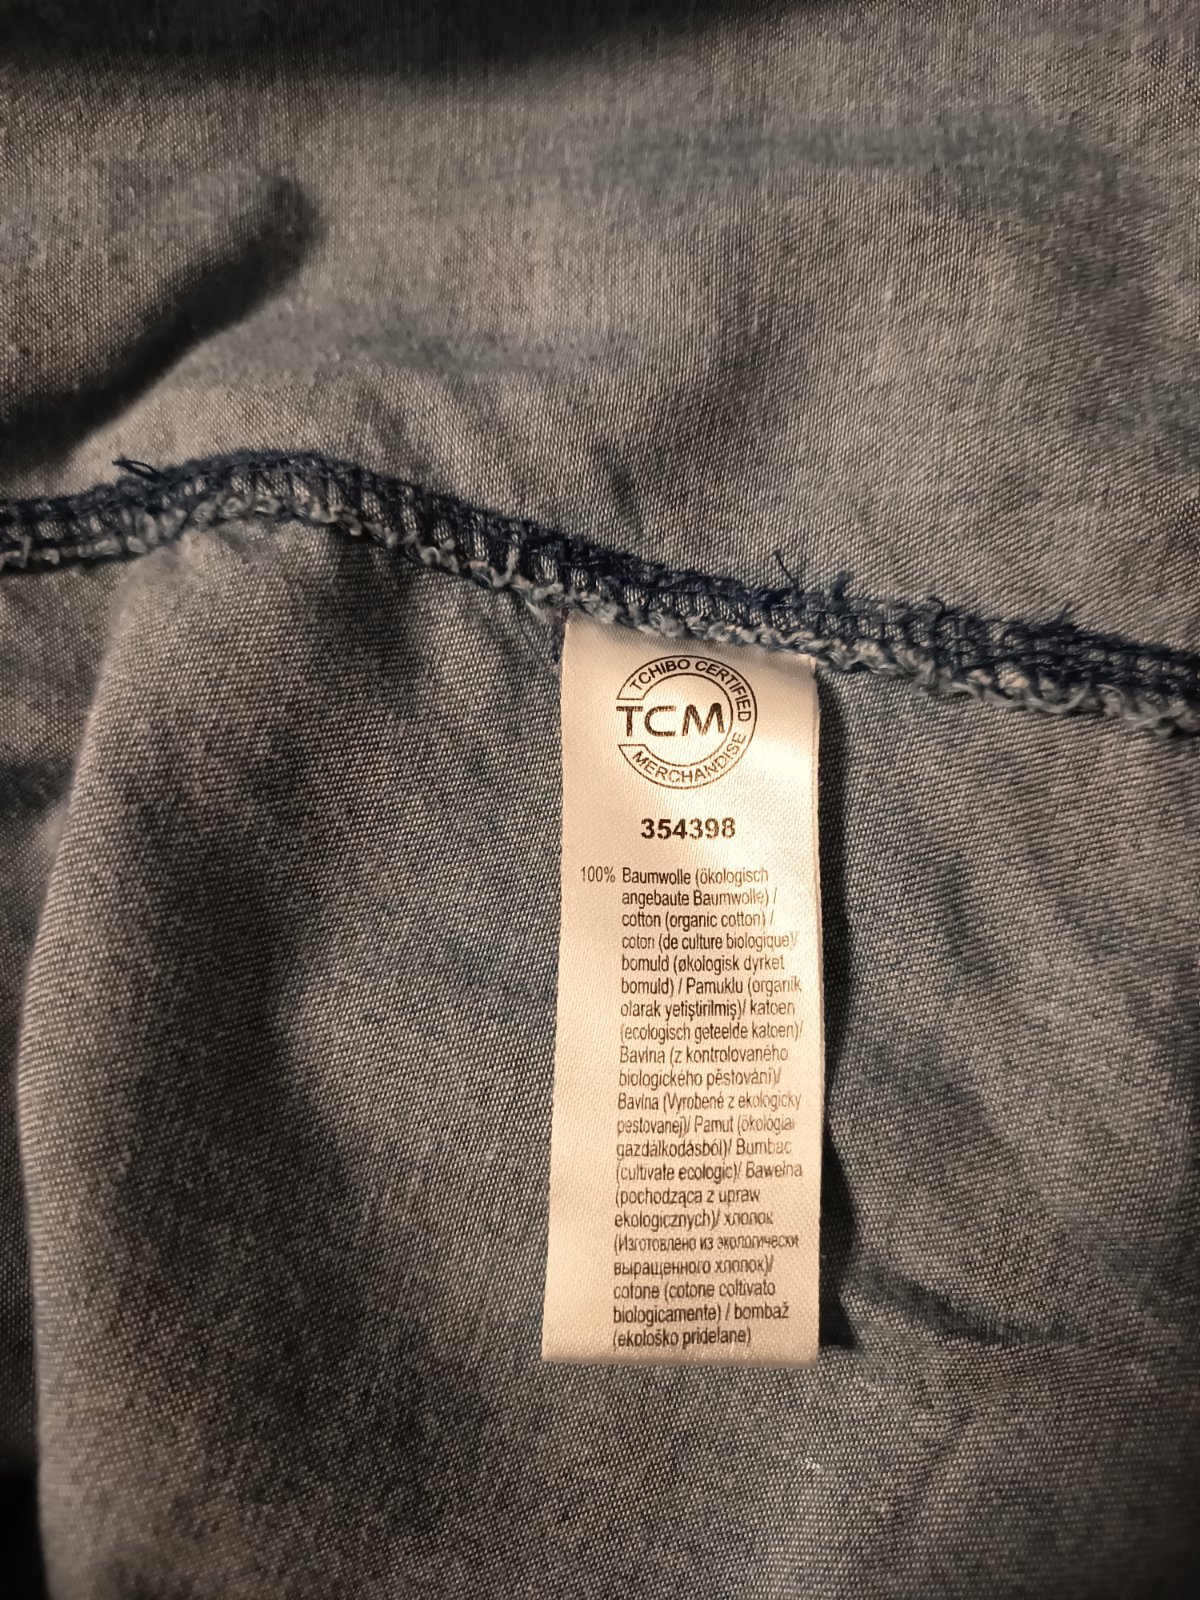 TCHIBO CERTIFIED
TCM
MERCHANDISE
354398
100% Baumwolle (ökologisch
angebaute Baumwolle) /
cotton (organic cotton) /
coton (de culture biologique)/
bomuld (økologisk dyrket
bomuld) / Pamuklu (organik
olarak yetiştirilmiş)/ katoen
(ecologisch geteelde katoen)/
Bavlna (z kontrolovaného
biologického pěstování)/
Bavlna (Vyrobené z ekologicky
pestovanej)/ Pamut (ökológiai
gazdálkodásból)/ Bumbac
(cultivate ecologic)/ Bawełna
(pochodząca z upraw
ekologicznych)/ хлопок
(Изготовлено из экологически
выращенного хлопок)/
cotone (cotone coltivato
biologicamente) / bombaž
(ekološko pridelane)